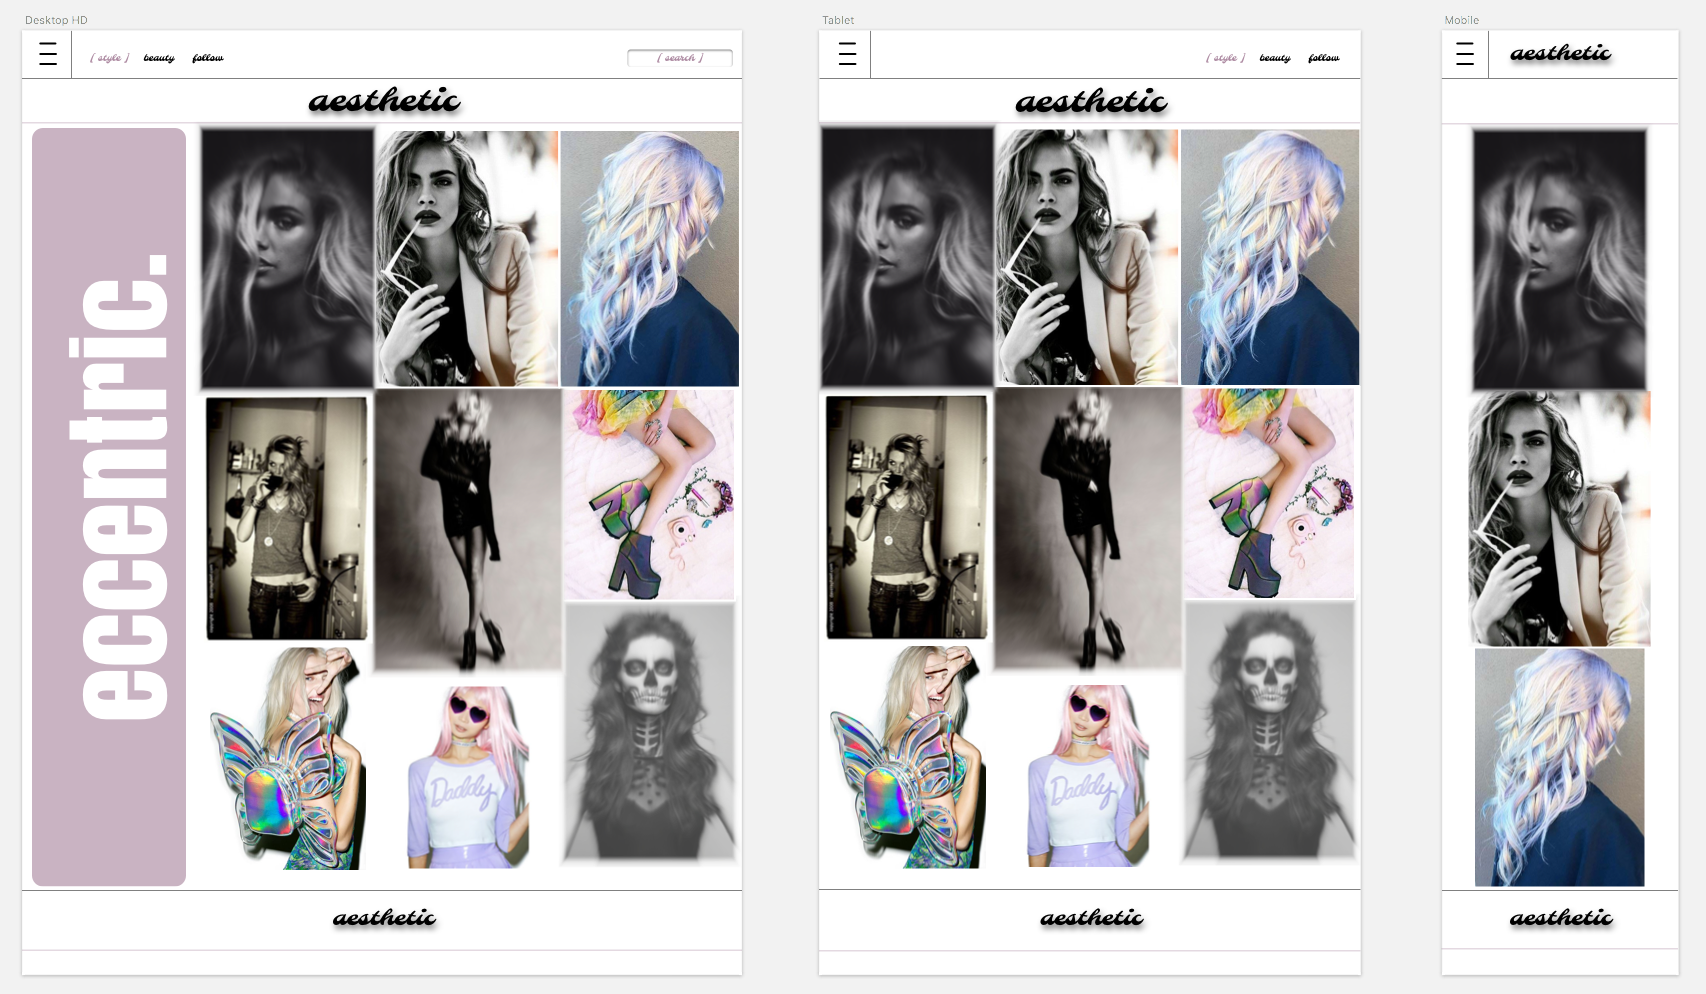 Desktop HD
[ style ] beauty follow [ search ]
aesthetic
eccentric.
Daddy
aesthetic
Tablet
[ style ] beauty follow
aesthetic
Daddy
aesthetic
Mobile
aesthetic
aesthetic